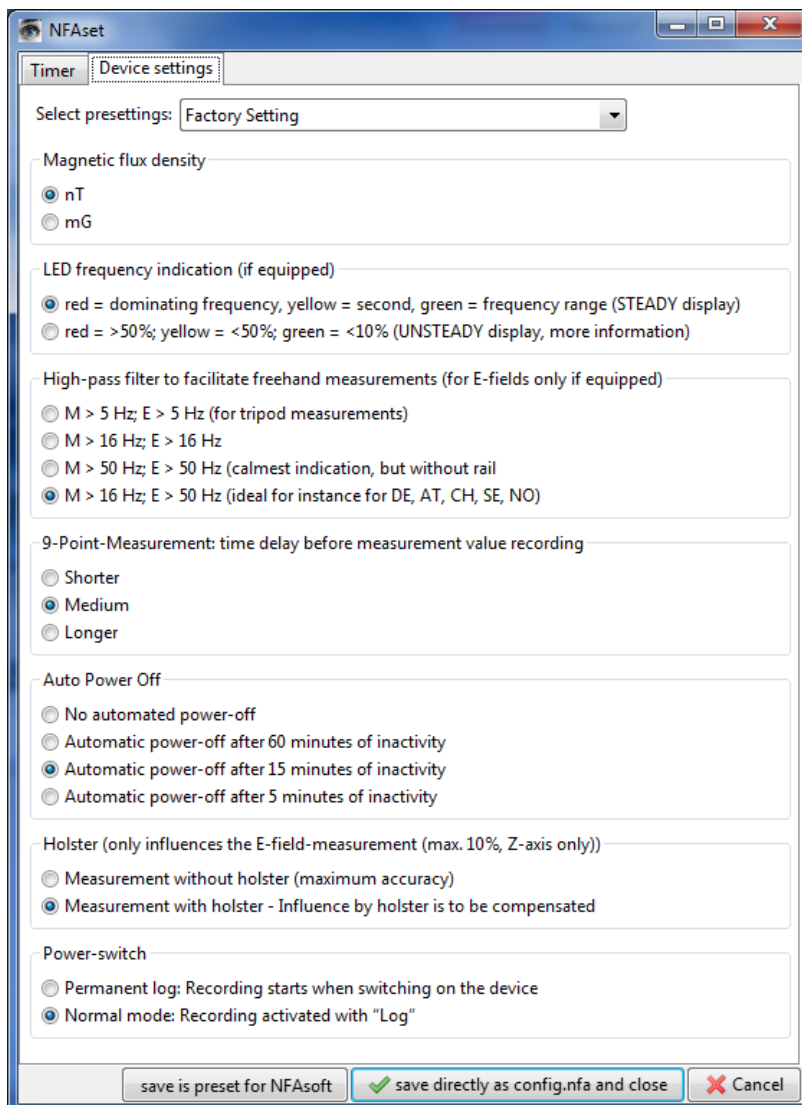 NFAset
Timer
Device settings
Select presettings: Factory Setting
Magnetic flux density
nT
mG
LED frequency indication (if equipped)
red = dominating frequency, yellow = second, green = frequency range (STEADY display)
red = >50%; yellow = <50%; green = <10% (UNSTEADY display, more information)
High-pass filter to facilitate freehand measurements (for E-fields only if equipped)
M > 5 Hz; E > 5 Hz (for tripod measurements)
M > 16 Hz; E > 16 Hz
M > 50 Hz; E > 50 Hz (calmest indication, but without rail
M > 16 Hz; E > 50 Hz (ideal for instance for DE, AT, CH, SE, NO)
9-Point-Measurement: time delay before measurement value recording
Shorter
Medium
Longer
Auto Power Off
No automated power-off
Automatic power-off after 60 minutes of inactivity
Automatic power-off after 15 minutes of inactivity
Automatic power-off after 5 minutes of inactivity
Holster (only influences the E-field-measurement (max. 10%, Z-axis only))
Measurement without holster (maximum accuracy)
Measurement with holster - Influence by holster is to be compensated
Power-switch
Permanent log: Recording starts when switching on the device
Normal mode: Recording activated with “Log”
save is preset for NFAsoft
save directly as config.nfa and close
Cancel